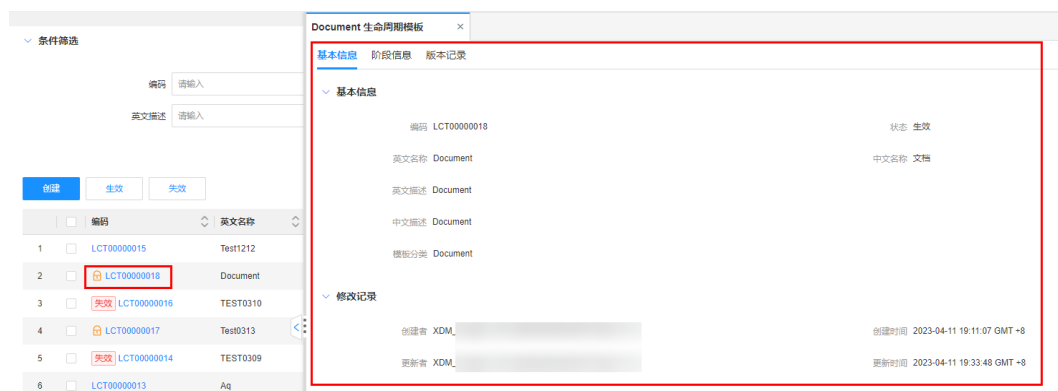 条件筛选
编码 请输入
英文描述 请输入
创建 生效 失效
编码 英文名称
1 LCT00000015 Test1212
2 LCT00000018 Document
3 失效 LCT00000016 TEST0310
4 LCT00000017 Test0313
5 失效 LCT00000014 TEST0309
6 LCT00000013 Aq
Document 生命周期模板 ×
基本信息 阶段信息 版本记录
基本信息
编码 LCT00000018 状态 生效
英文名称 Document 中文名称 文档
英文描述 Document
中文描述 Document
模板分类 Document
修改记录
创建者 XDM_ 创建时间 2023-04-11 19:11:07 GMT +8
更新者 XDM_ 更新时间 2023-04-11 19:33:48 GMT +8